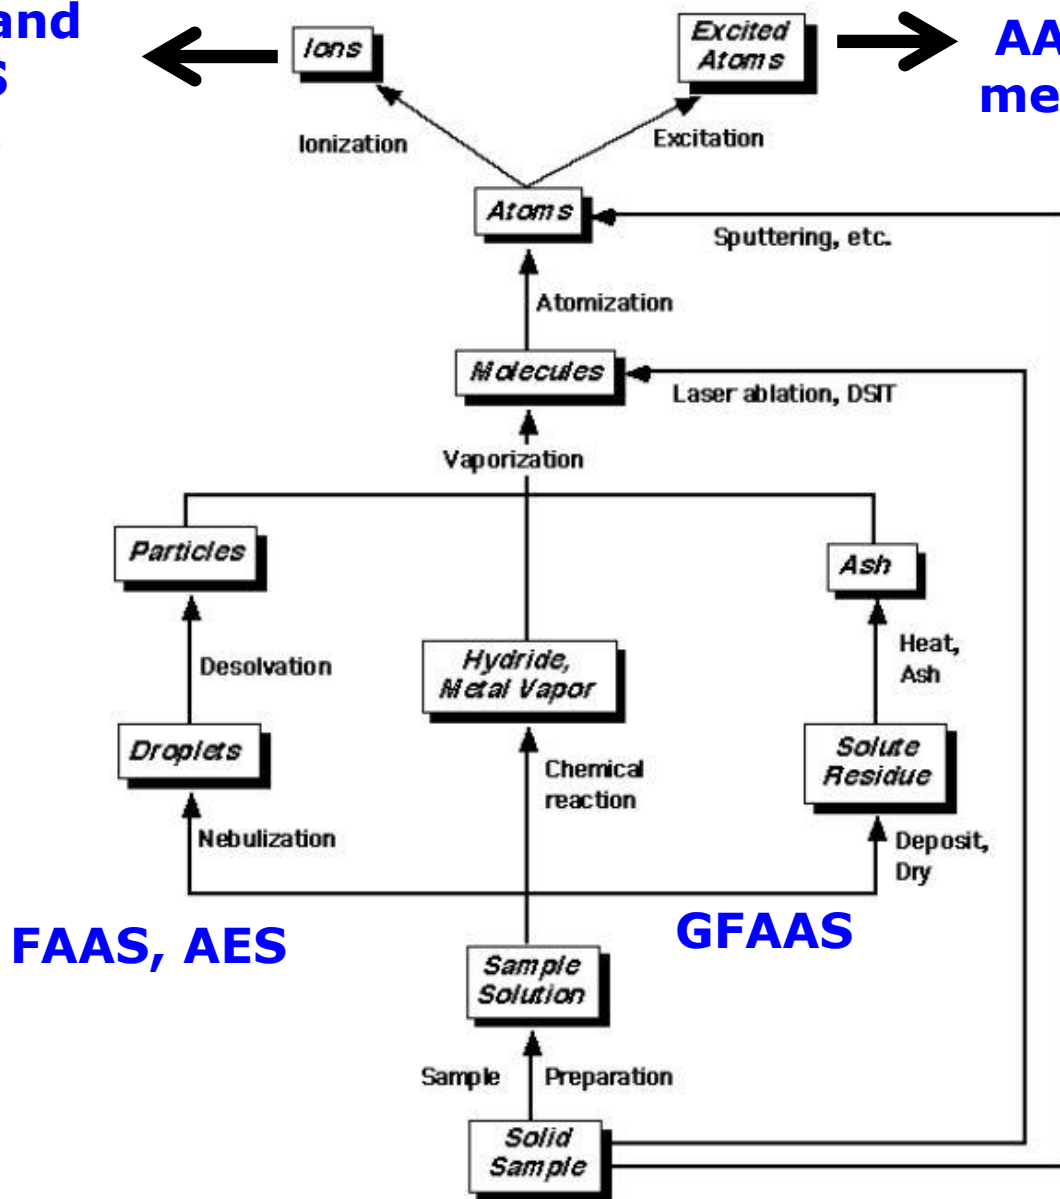 and
S
Ions
Excited
Atoms
AA
me
Ionization
Excitation
Atoms
Sputtering, etc.
Atomization
Molecules
Laser ablation, DSIT
Vaporization
Particles
Ash
Desolvation
Hydride,
Metal Vapor
Heat,
Ash
Droplets
Solute
Residue
Chemical
reaction
Nebulization
Deposit,
Dry
FAAS, AES
GFAAS
Sample
Solution
Sample Preparation
Solid
Sample